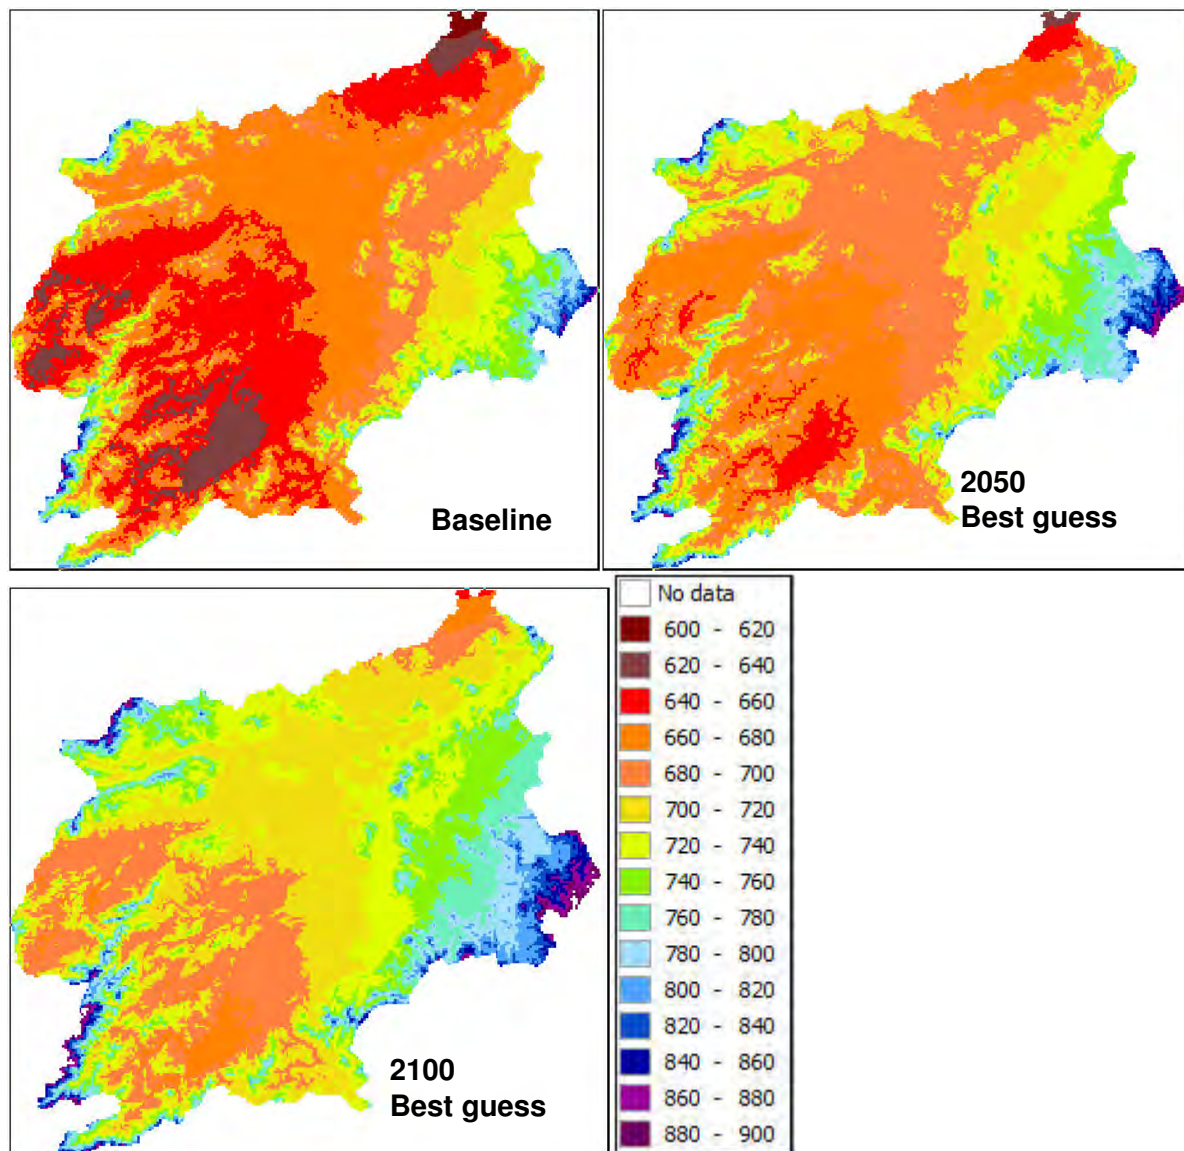 Baseline
2050
Best guess
2100
Best guess
No data
600 - 620
620 - 640
640 - 660
660 - 680
680 - 700
700 - 720
720 - 740
740 - 760
760 - 780
780 - 800
800 - 820
820 - 840
840 - 860
860 - 880
880 - 900